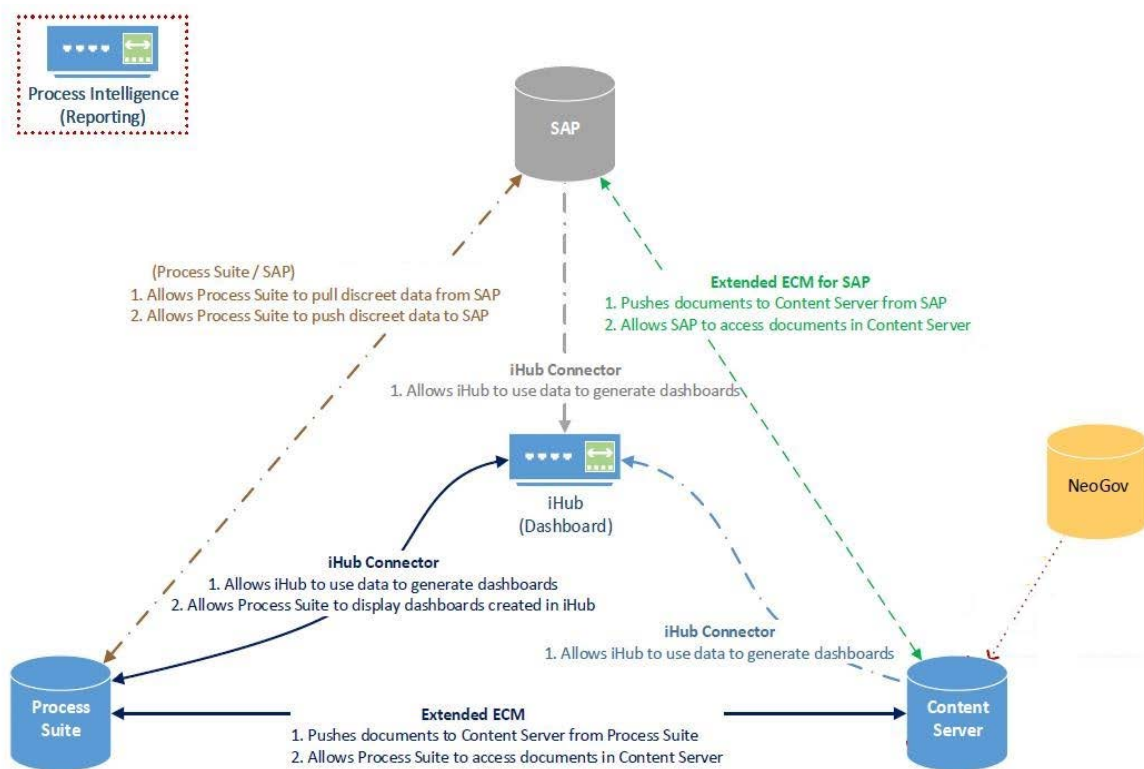 Process Intelligence
(Reporting)
SAP
(Process Suite / SAP)
1. Allows Process Suite to pull discreet data from SAP
2. Allows Process Suite to push discreet data to SAP
Extended ECM for SAP
1. Pushes documents to Content Server from SAP
2. Allows SAP to access documents in Content Server
iHub Connector
1. Allows iHub to use data to generate dashboards
iHub
(Dashboard)
NeoGov
iHub Connector
1. Allows iHub to use data to generate dashboards
2. Allows Process Suite to display dashboards created in iHub
iHub Connector
1. Allows iHub to use data to generate dashboards
Process
Suite
Extended ECM
1. Pushes documents to Content Server from Process Suite
2. Allows Process Suite to access documents in Content Server
Content
Server